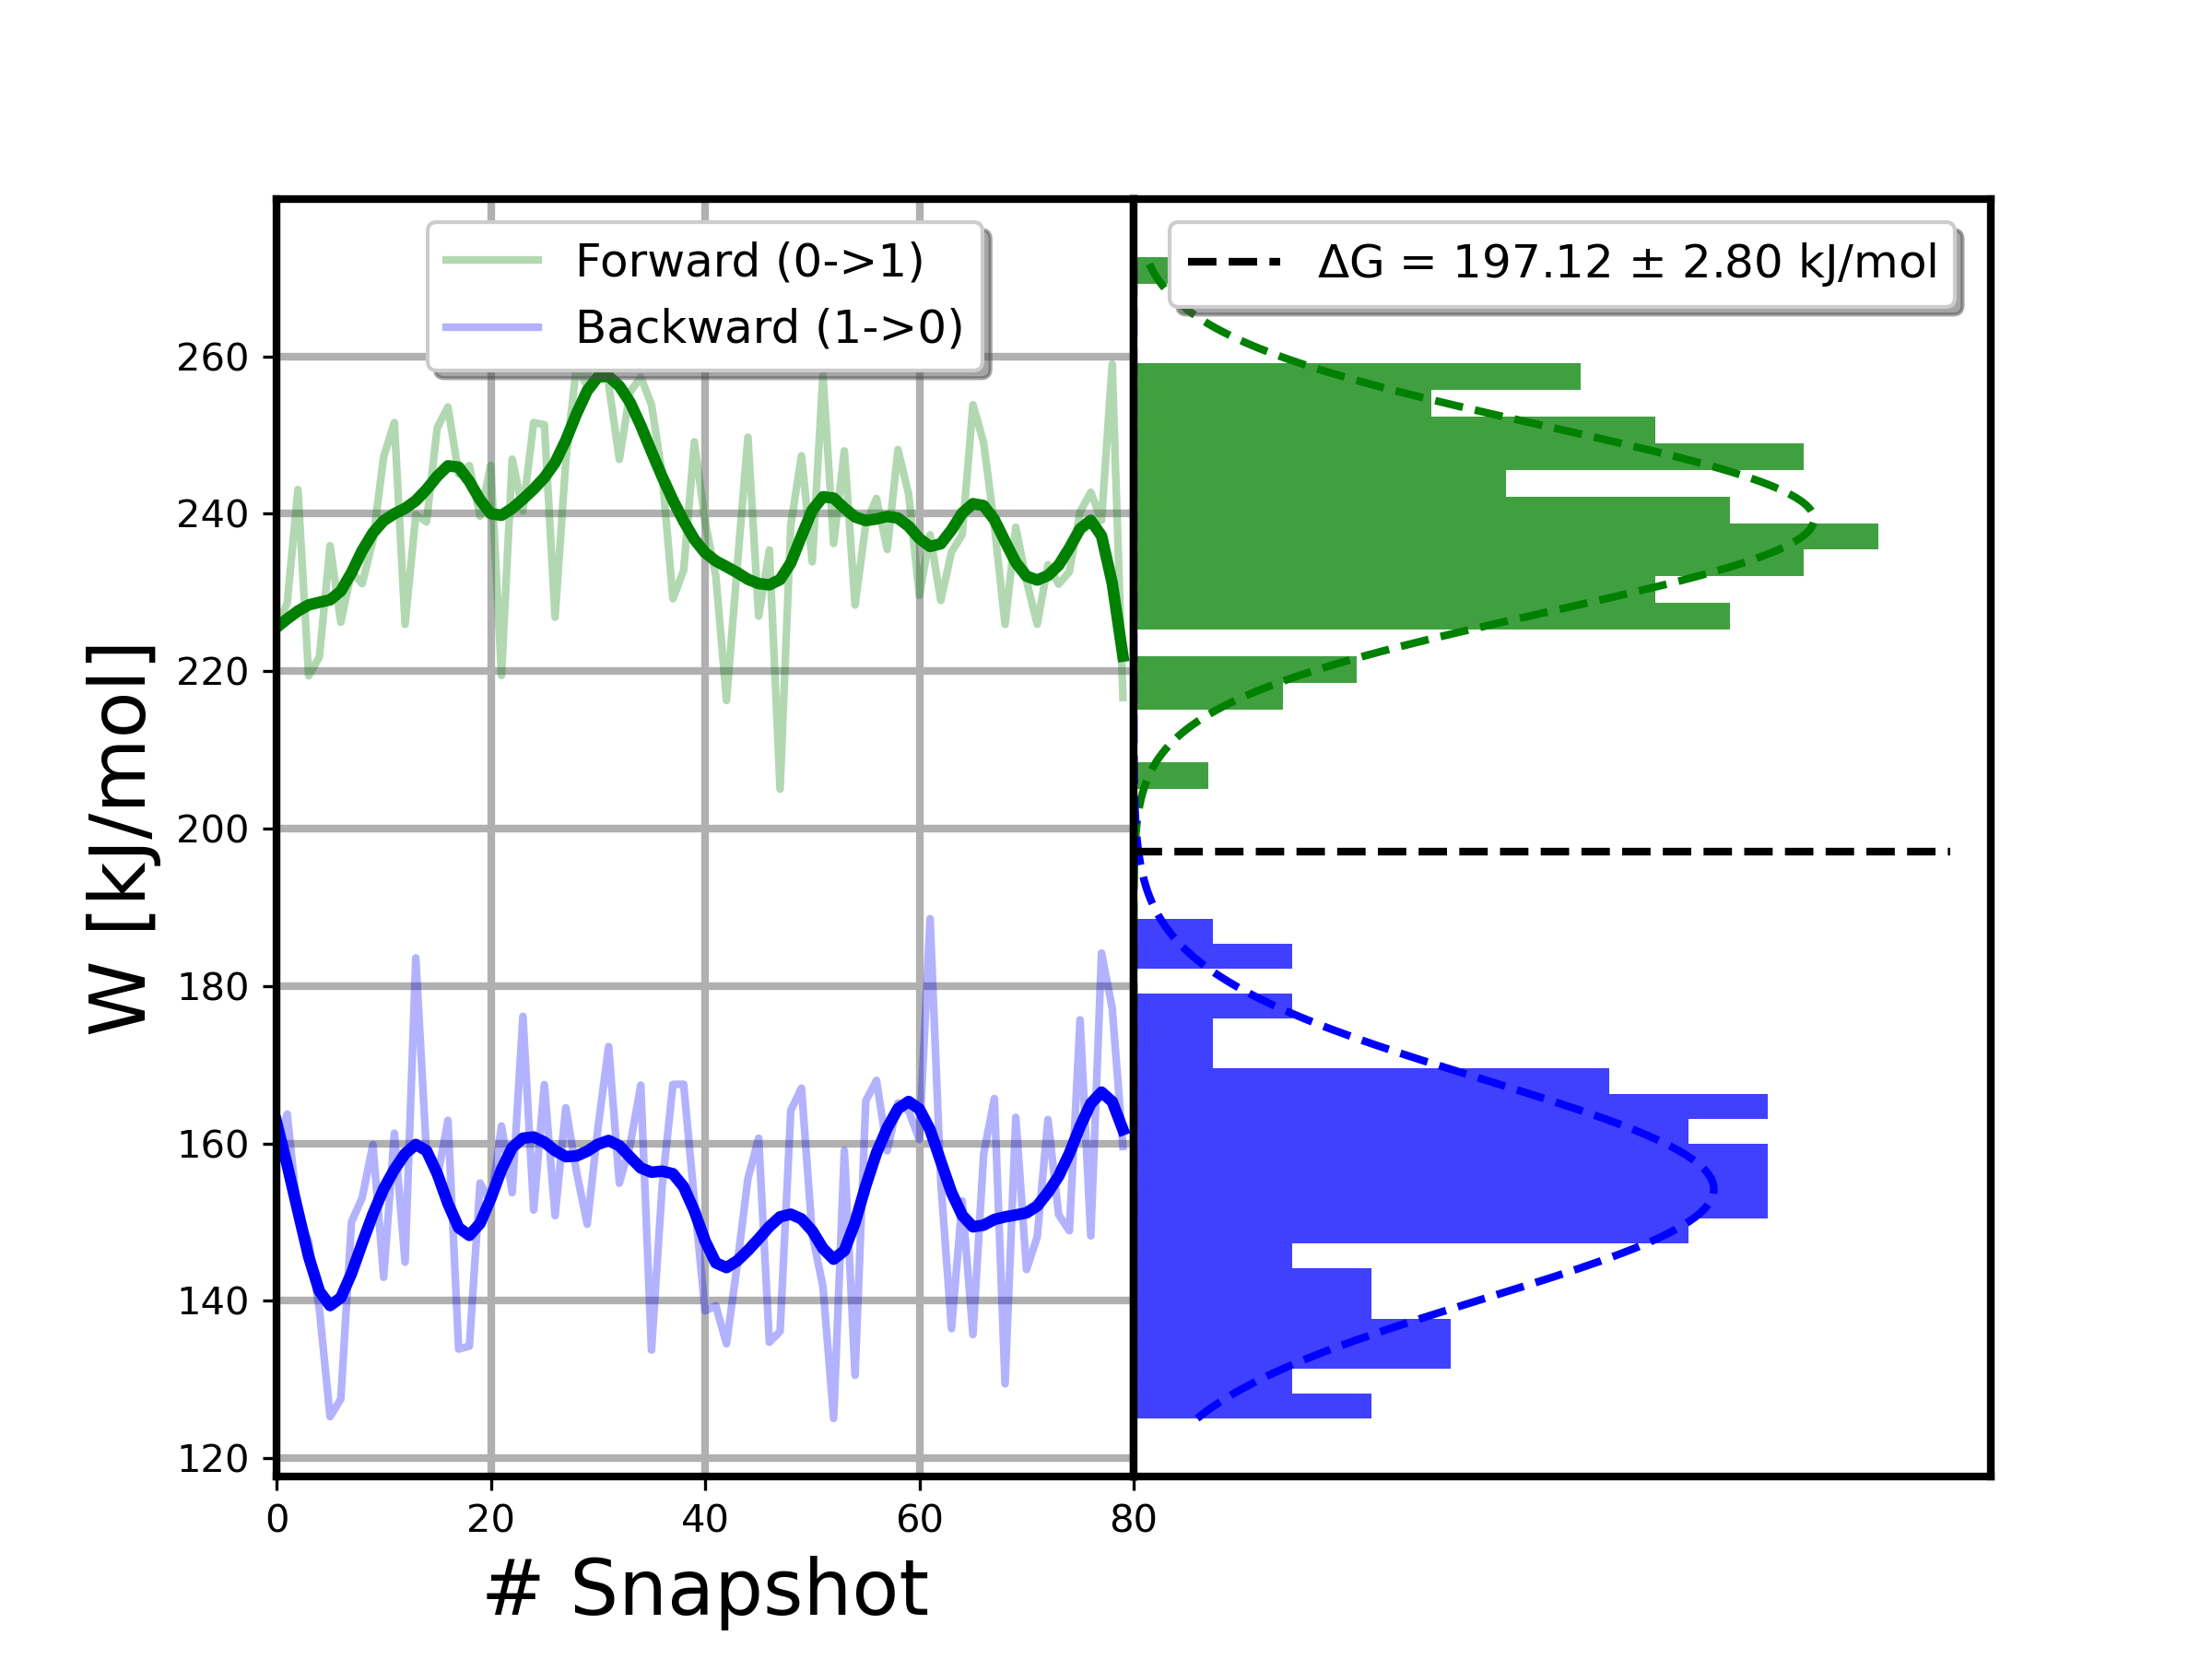 Forward (0->1)
Backward (1->0)
ΔG = 197.12 ± 2.80 kJ/mol
W [kJ/mol]
260
240
220
200
180
160
140
120
0 20 40 60 80
# Snapshot